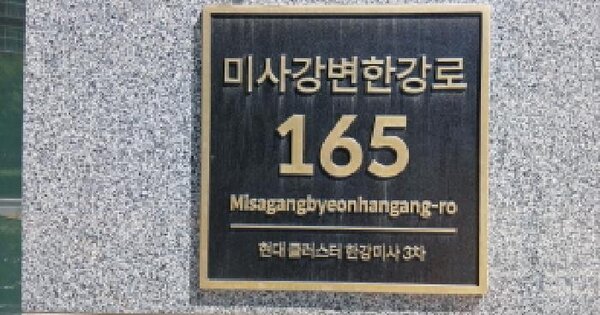 미사강변한강로
165
Misagangbyeonhangang-ro
현대 클러스터 한강미사 3차